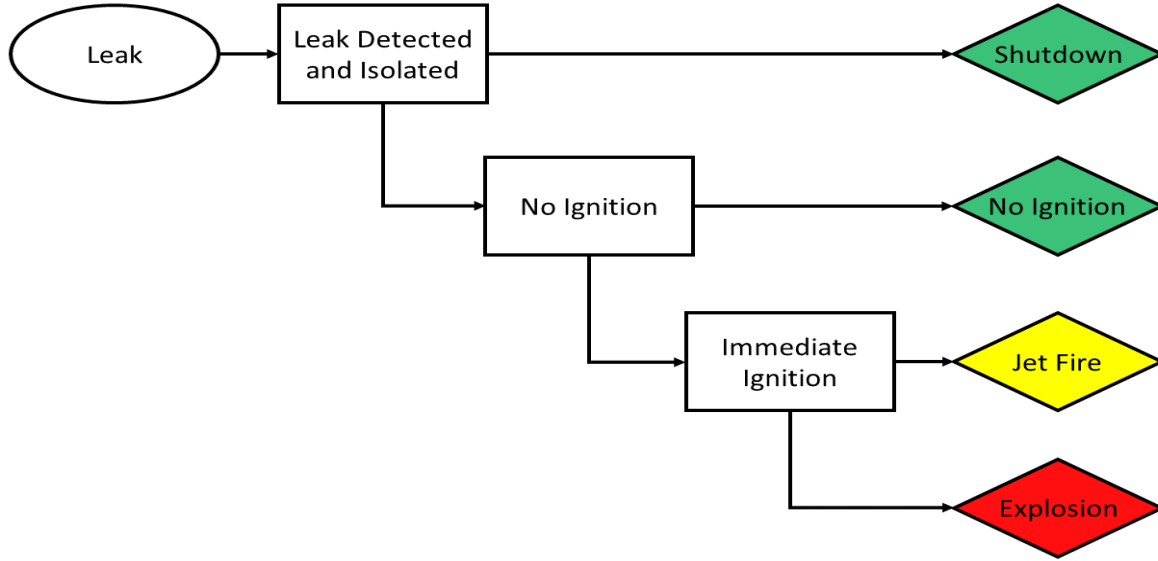 Leak
Leak Detected
and Isolated
Shutdown
No Ignition
No Ignition
Immediate
Ignition
Jet Fire
Explosion